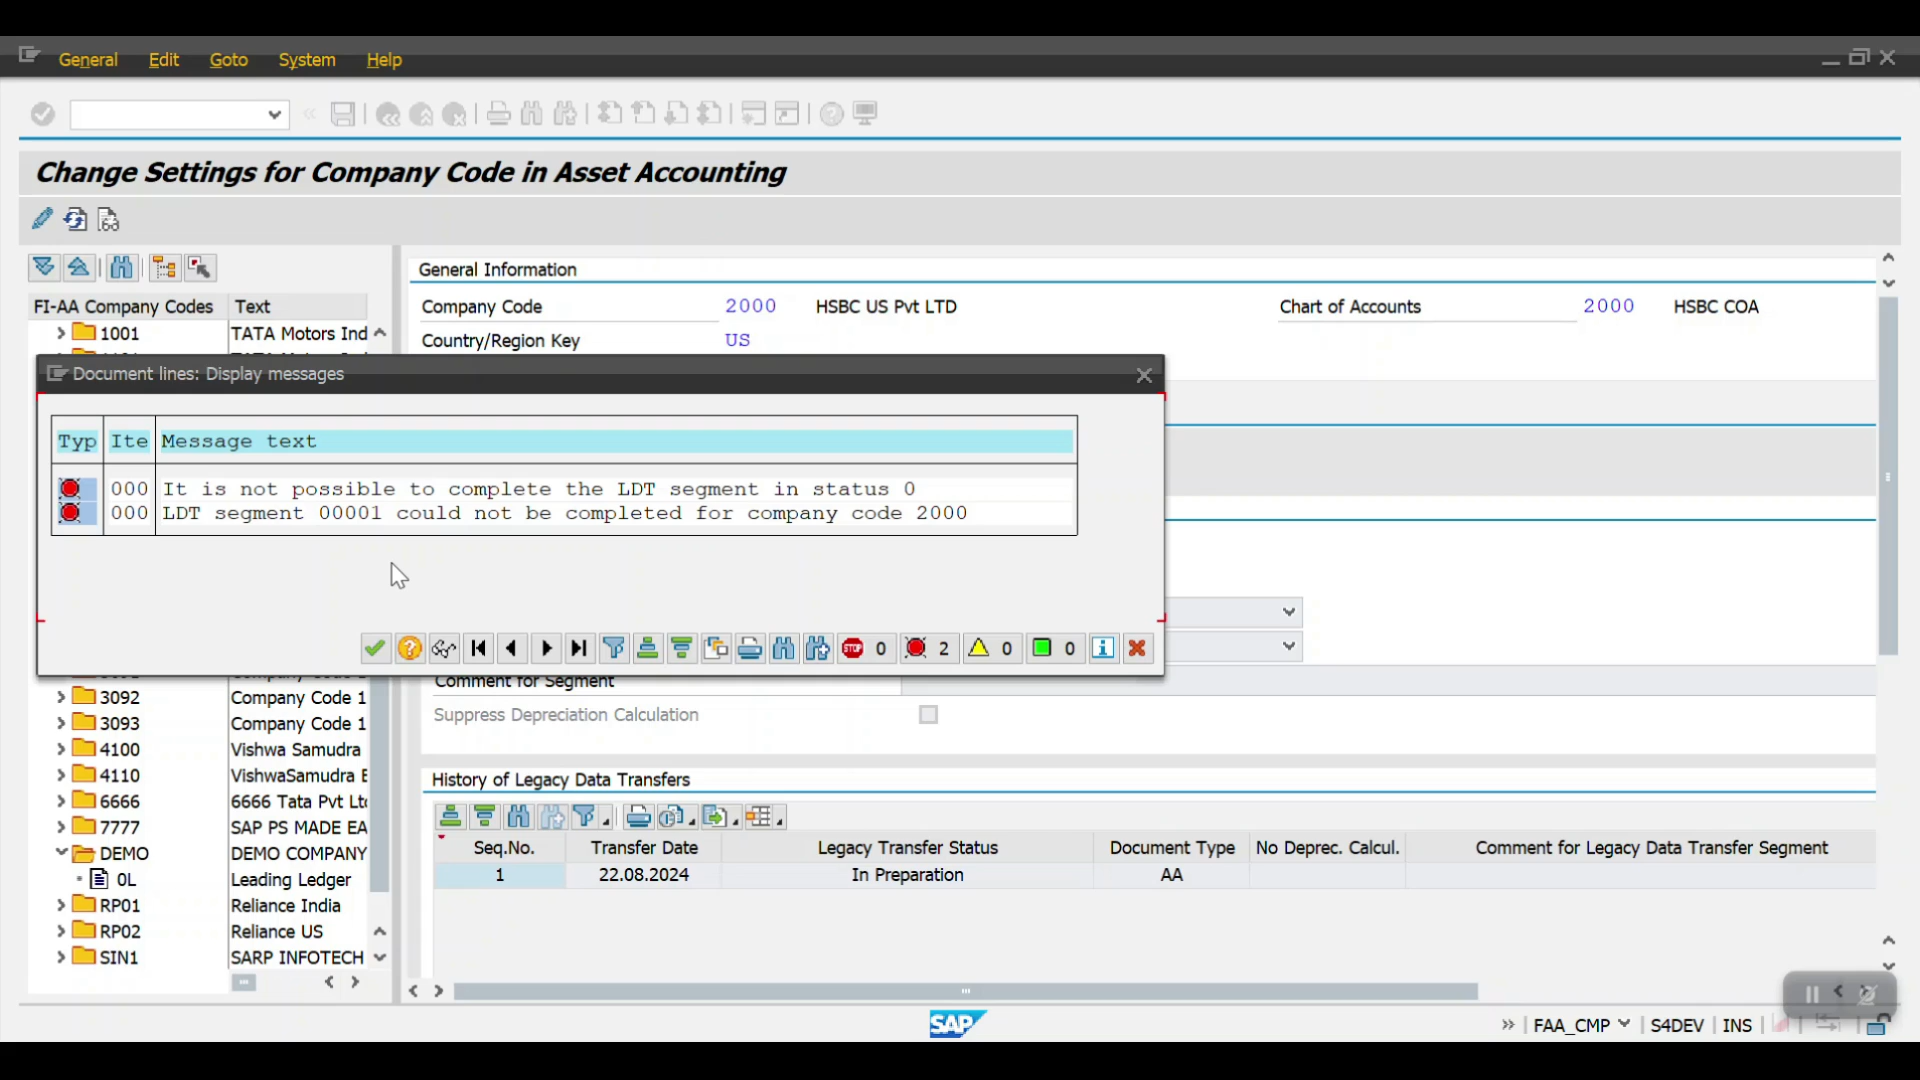 General Edit Goto System Help
Change Settings for Company Code in Asset Accounting
FI-AA Company Codes Text
1001 TATA Motors Ind
General Information
Company Code 2000 HSBC US Pvt LTD Chart of Accounts 2000 HSBC COA
Country/Region Key US
Document lines: Display messages
Typ Ite Message text
000 It is not possible to complete the LDT segment in status 0
000 LDT segment 00001 could not be completed for company code 2000
STOP 0 2 0 0
Comment for Segment
Suppress Depreciation Calculation
3092 Company Code 1
3093 Company Code 1
4100 Vishwa Samudra
4110 VishwaSamudra E
6666 6666 Tata Pvt Lt
7777 SAP PS MADE EA
DEMO DEMO COMPANY
0L Leading Ledger
RP01 Reliance India
RP02 Reliance US
SIN1 SARP INFOTECH
History of Legacy Data Transfers
Seq.No. Transfer Date Legacy Transfer Status Document Type No Deprec. Calcul. Comment for Legacy Data Transfer Segment
1 22.08.2024 In Preparation AA
SAP
FAA_CMP S4DEV INS